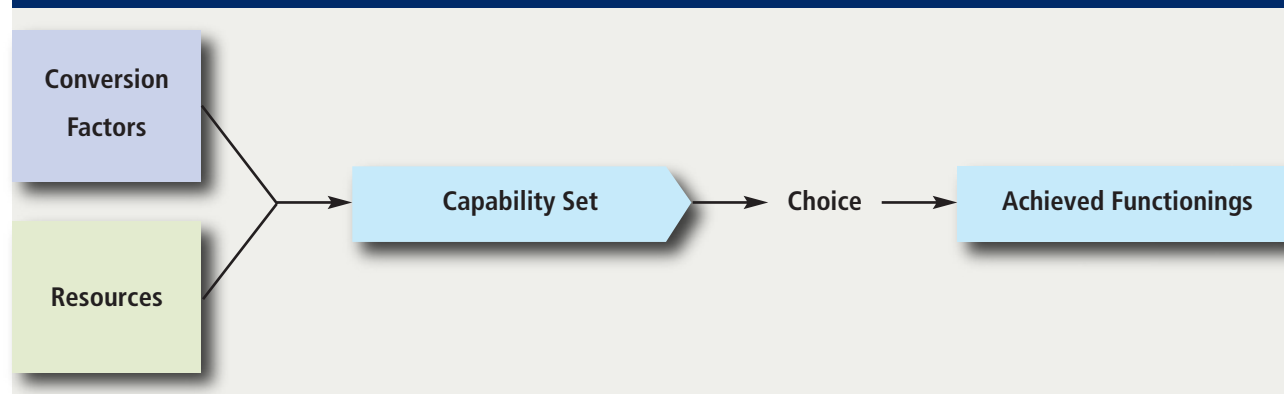 Conversion
Factors
Resources
Capability Set
Choice
Achieved Functionings